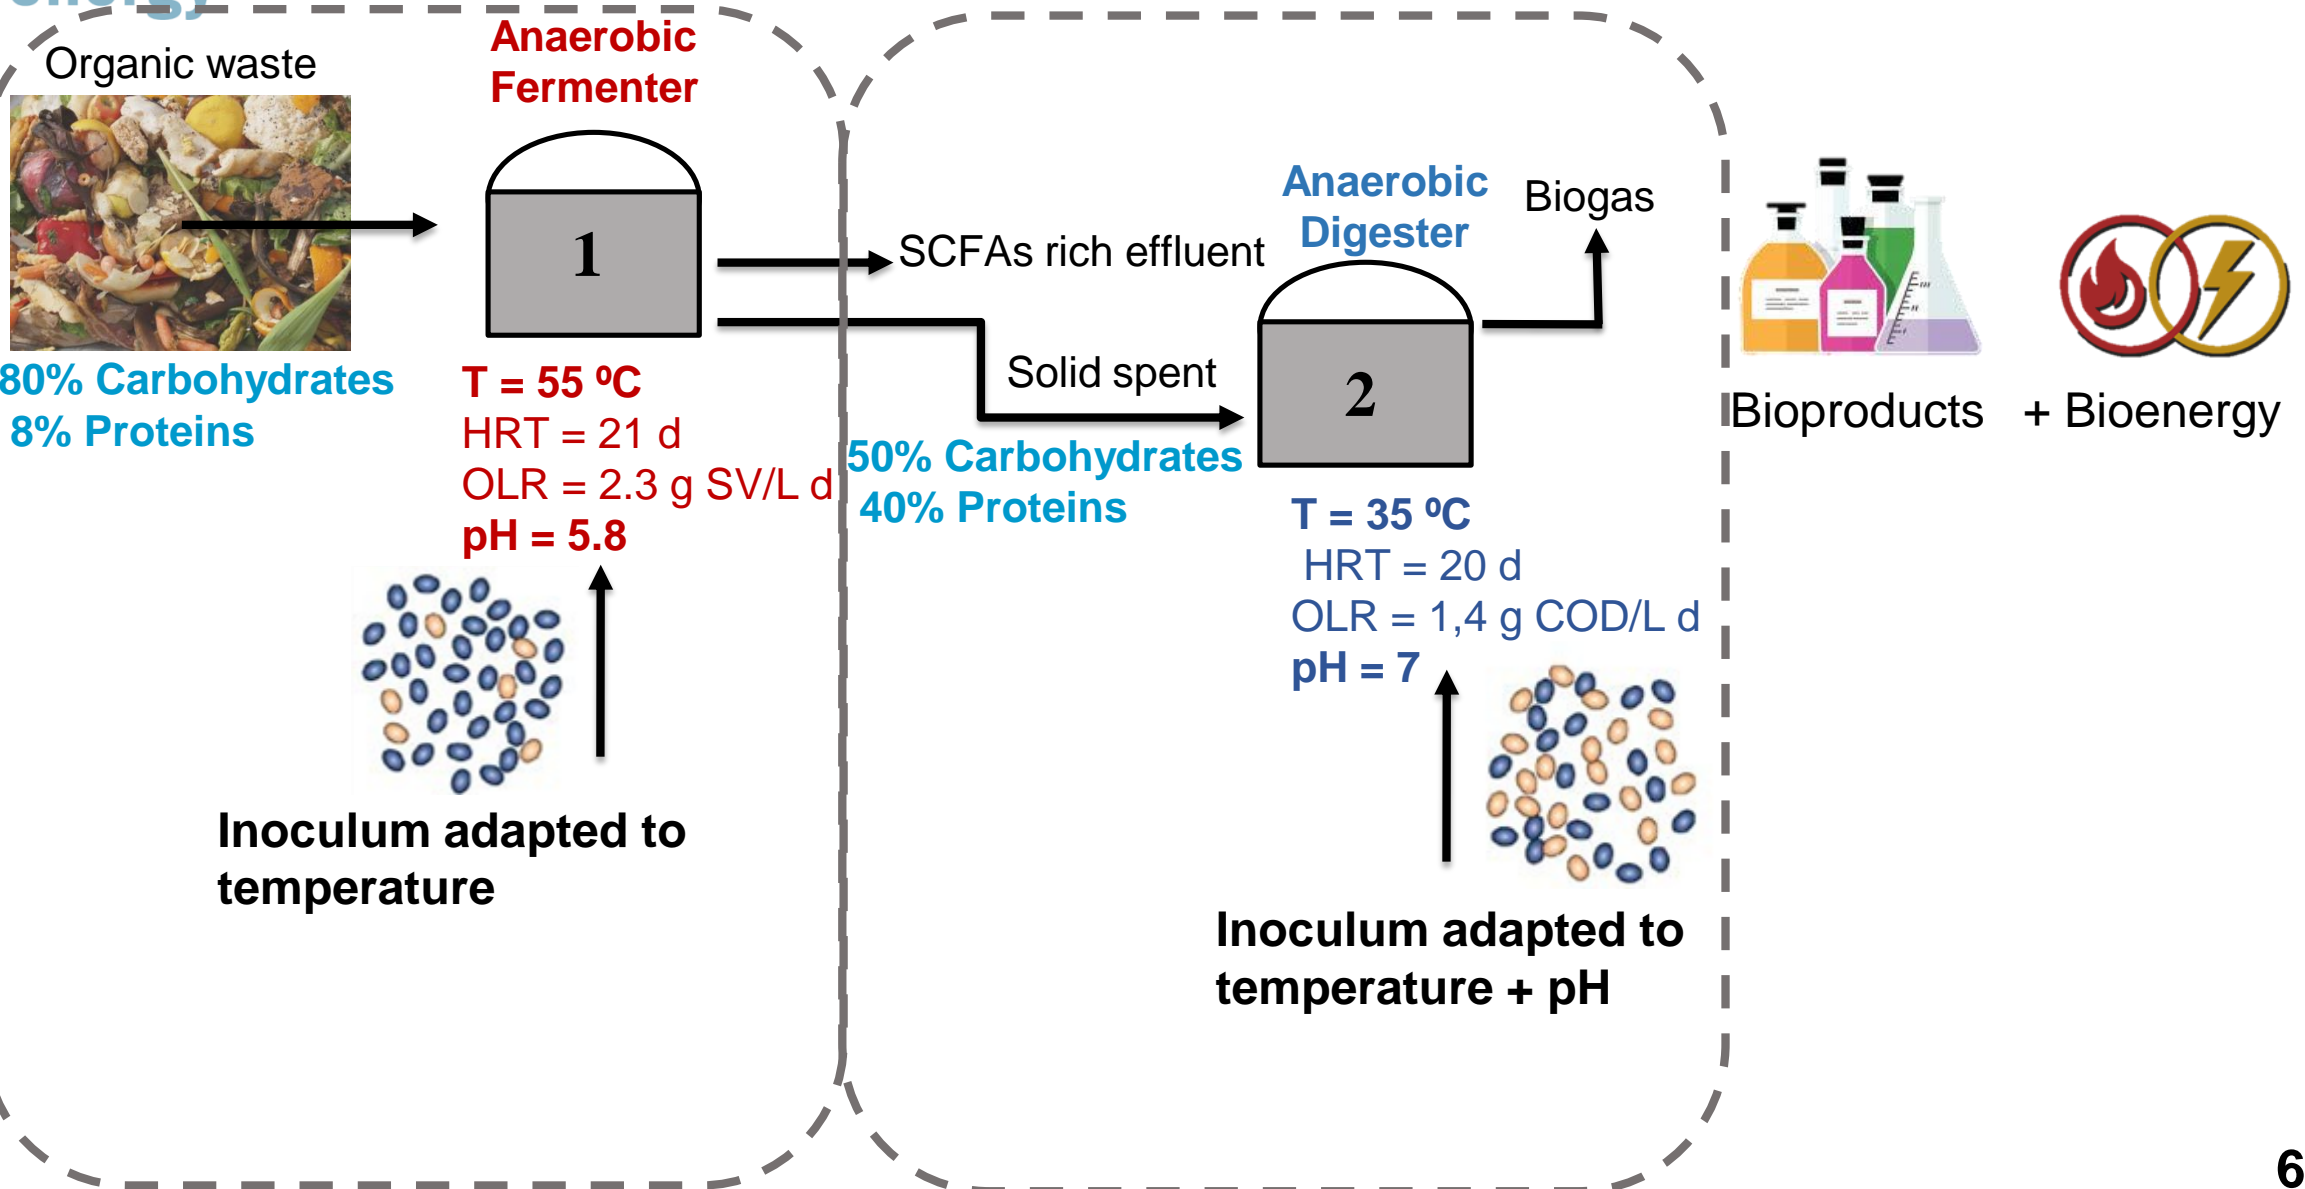 energy
Organic waste
80% Carbohydrates
8% Proteins
Anaerobic
Fermenter
1
T = 55 ºC
HRT = 21 d
OLR = 2.3 g SV/L d
pH = 5.8
Inoculum adapted to
temperature
SCFAs rich effluent
Solid spent
50% Carbohydrates
40% Proteins
Anaerobic
Digester
2
Biogas
T = 35 ºC
HRT = 20 d
OLR = 1,4 g COD/L d
pH = 7
Inoculum adapted to
temperature + pH
Bioproducts + Bioenergy
6